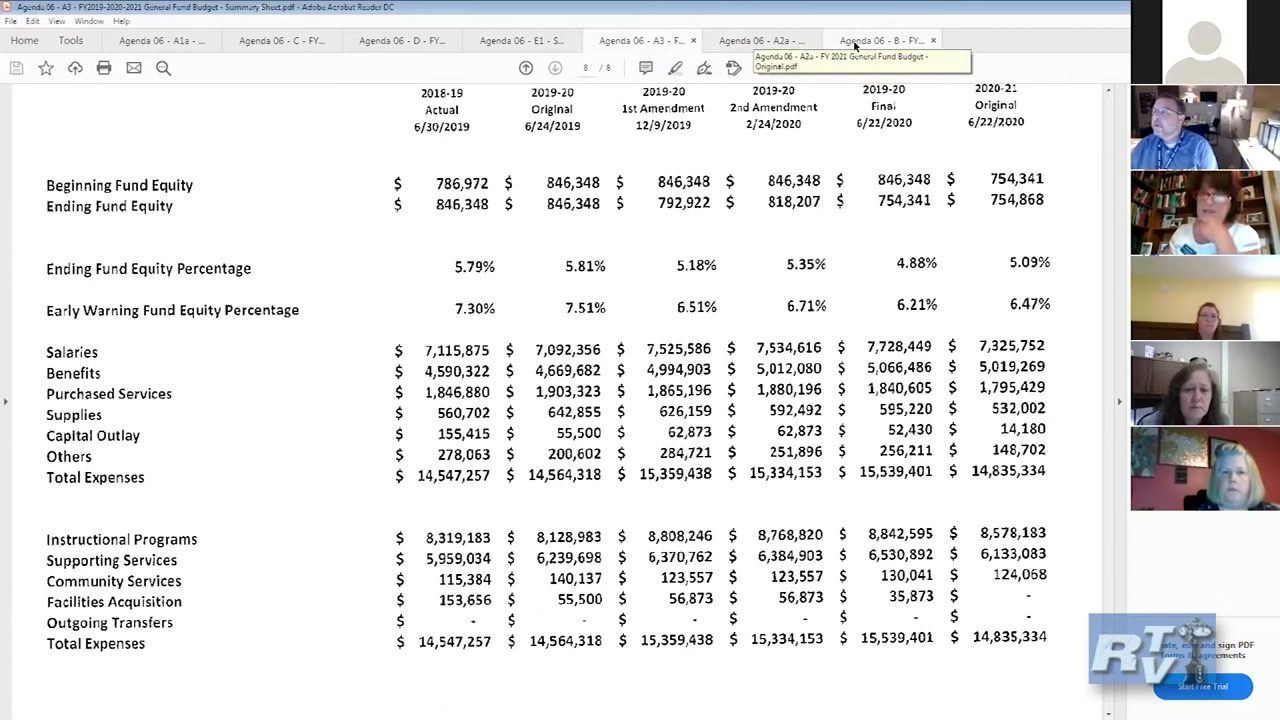 Agenda 06 - A3 - FY2019-2020-2021 General Fund Budget - Summary Sheet.pdf - Adobe Acrobat Reader DC
File Edit View Window Help
Home Tools Agenda 06 - A1a - ... Agenda 06 - C - FY... Agenda 06 - D - FY... Agenda 06 - E1 - S... Agenda 06 - A3 - F... × Agenda 06 - A2a - ... Agenda 06 - B - FY... ×
Agenda 06 - A2a - FY 2021 General Fund Budget -
Original.pdf
8 / 8
2018-19 2019-20 2019-20 2019-20 2019-20 2020-21
Actual Original 1st Amendment 2nd Amendment Final Original
6/30/2019 6/24/2019 12/9/2019 2/24/2020 6/22/2020 6/22/2020
Beginning Fund Equity $ 786,972 $ 846,348 $ 846,348 $ 846,348 $ 846,348 $ 754,341
Ending Fund Equity $ 846,348 $ 846,348 $ 792,922 $ 818,207 $ 754,341 $ 754,868
Ending Fund Equity Percentage 5.79% 5.81% 5.18% 5.35% 4.88% 5.09%
Early Warning Fund Equity Percentage 7.30% 7.51% 6.51% 6.71% 6.21% 6.47%
Salaries $ 7,115,875 $ 7,092,356 $ 7,525,586 $ 7,534,616 $ 7,728,449 $ 7,325,752
Benefits $ 4,590,322 $ 4,669,682 $ 4,994,903 $ 5,012,080 $ 5,066,486 $ 5,019,269
Purchased Services $ 1,846,880 $ 1,903,323 $ 1,865,196 $ 1,880,196 $ 1,840,605 $ 1,795,429
Supplies $ 560,702 $ 642,855 $ 626,159 $ 592,492 $ 595,220 $ 532,002
Capital Outlay $ 155,415 $ 55,500 $ 62,873 $ 62,873 $ 52,430 $ 14,180
Others $ 278,063 $ 200,602 $ 284,721 $ 251,896 $ 256,211 $ 148,702
Total Expenses $ 14,547,257 $ 14,564,318 $ 15,359,438 $ 15,334,153 $ 15,539,401 $ 14,835,334
Instructional Programs $ 8,319,183 $ 8,128,983 $ 8,808,246 $ 8,768,820 $ 8,842,595 $ 8,578,183
Supporting Services $ 5,959,034 $ 6,239,698 $ 6,370,762 $ 6,384,903 $ 6,530,892 $ 6,133,083
Community Services $ 115,384 $ 140,137 $ 123,557 $ 123,557 $ 130,041 $ 124,068
Facilities Acquisition $ 153,656 $ 55,500 $ 56,873 $ 56,873 $ 35,873 $ -
Outgoing Transfers $ - $ - $ - $ - $ - $ -
Total Expenses $ 14,547,257 $ 14,564,318 $ 15,359,438 $ 15,334,153 $ 15,539,401 $ 14,835,334
RTV
edit and sign PDF
forms & agreements
Start Free Trial